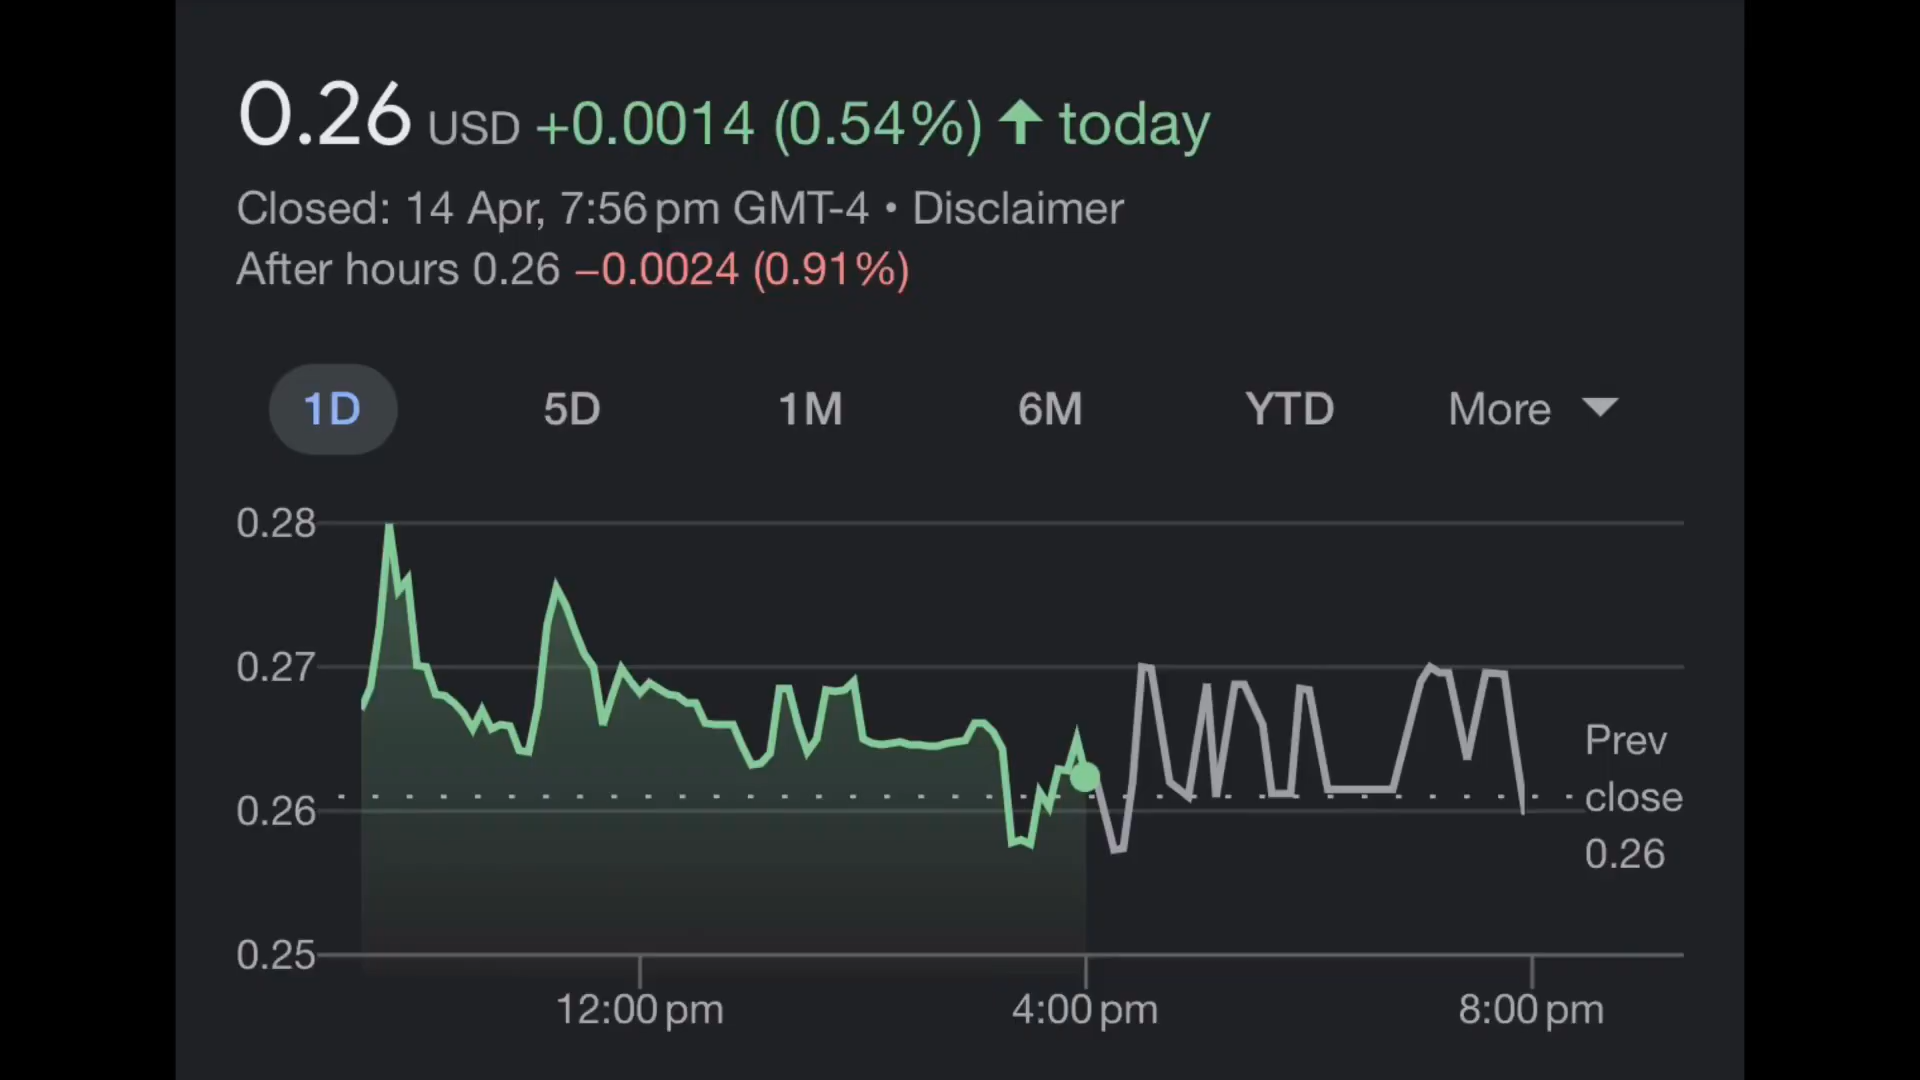 0.26 USD +0.0014 (0.54%) ↑ today
Closed: 14 Apr, 7:56 pm GMT-4 • Disclaimer
After hours 0.26 −0.0024 (0.91%)
1D 5D 1M 6M YTD More
0.28
0.27
0.26
0.25
Prev
close
0.26
12:00 pm 4:00 pm 8:00 pm